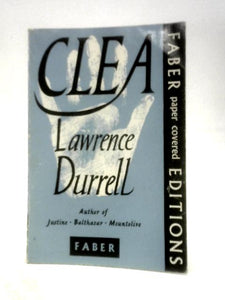 CLEA
Lawrence
Durrell
Author of
Justine · Balthazar · Mountolive
FABER
FABER paper covered EDITIONS